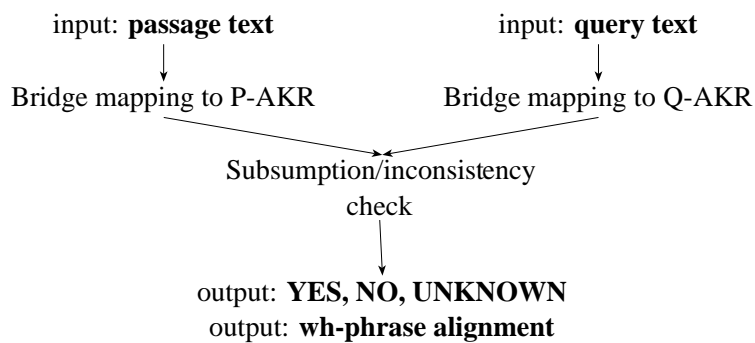 input: passage text
input: query text
Bridge mapping to P-AKR
Bridge mapping to Q-AKR
Subsumption/inconsistency
check
output: YES, NO, UNKNOWN
output: wh-phrase alignment